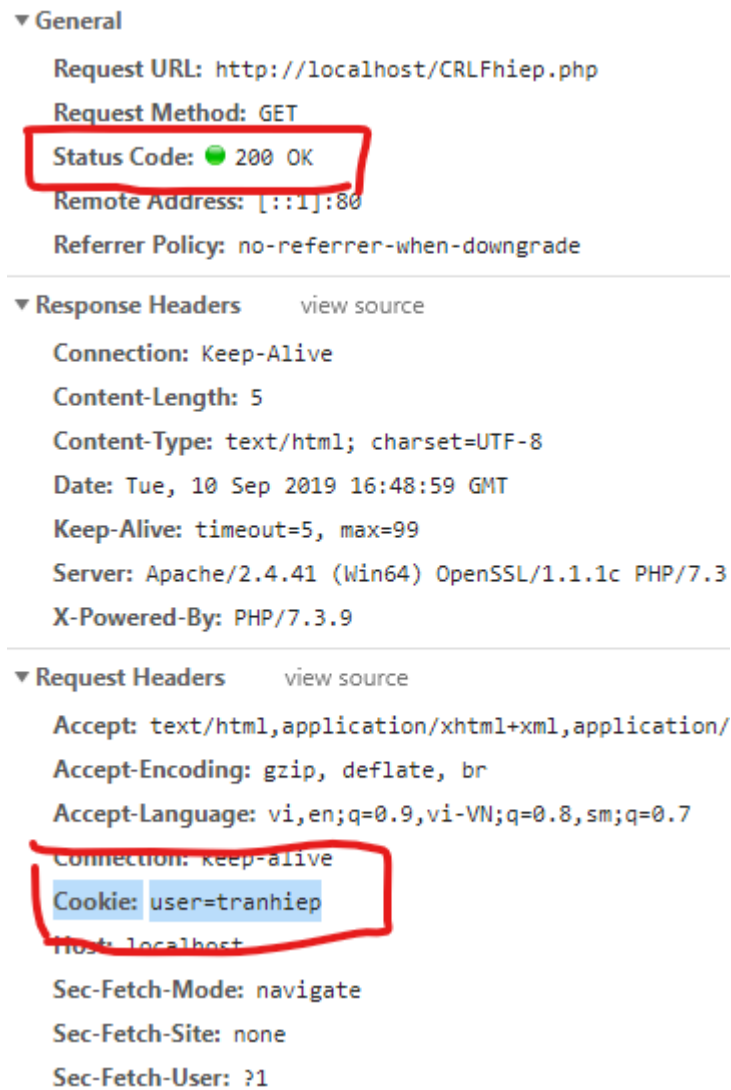 General
Request URL: http://localhost/CRLFhiep.php
Request Method: GET
Status Code: 200 OK
Remote Address: [::1]:80
Referrer Policy: no-referrer-when-downgrade
Response Headers view source
Connection: Keep-Alive
Content-Length: 5
Content-Type: text/html; charset=UTF-8
Date: Tue, 10 Sep 2019 16:48:59 GMT
Keep-Alive: timeout=5, max=99
Server: Apache/2.4.41 (Win64) OpenSSL/1.1.1c PHP/7.3
X-Powered-By: PHP/7.3.9
Request Headers view source
Accept: text/html,application/xhtml+xml,application/
Accept-Encoding: gzip, deflate, br
Accept-Language: vi,en;q=0.9,vi-VN;q=0.8,sm;q=0.7
Connection: keep-alive
Cookie: user=tranhiep
Host: localhost
Sec-Fetch-Mode: navigate
Sec-Fetch-Site: none
Sec-Fetch-User: ?1